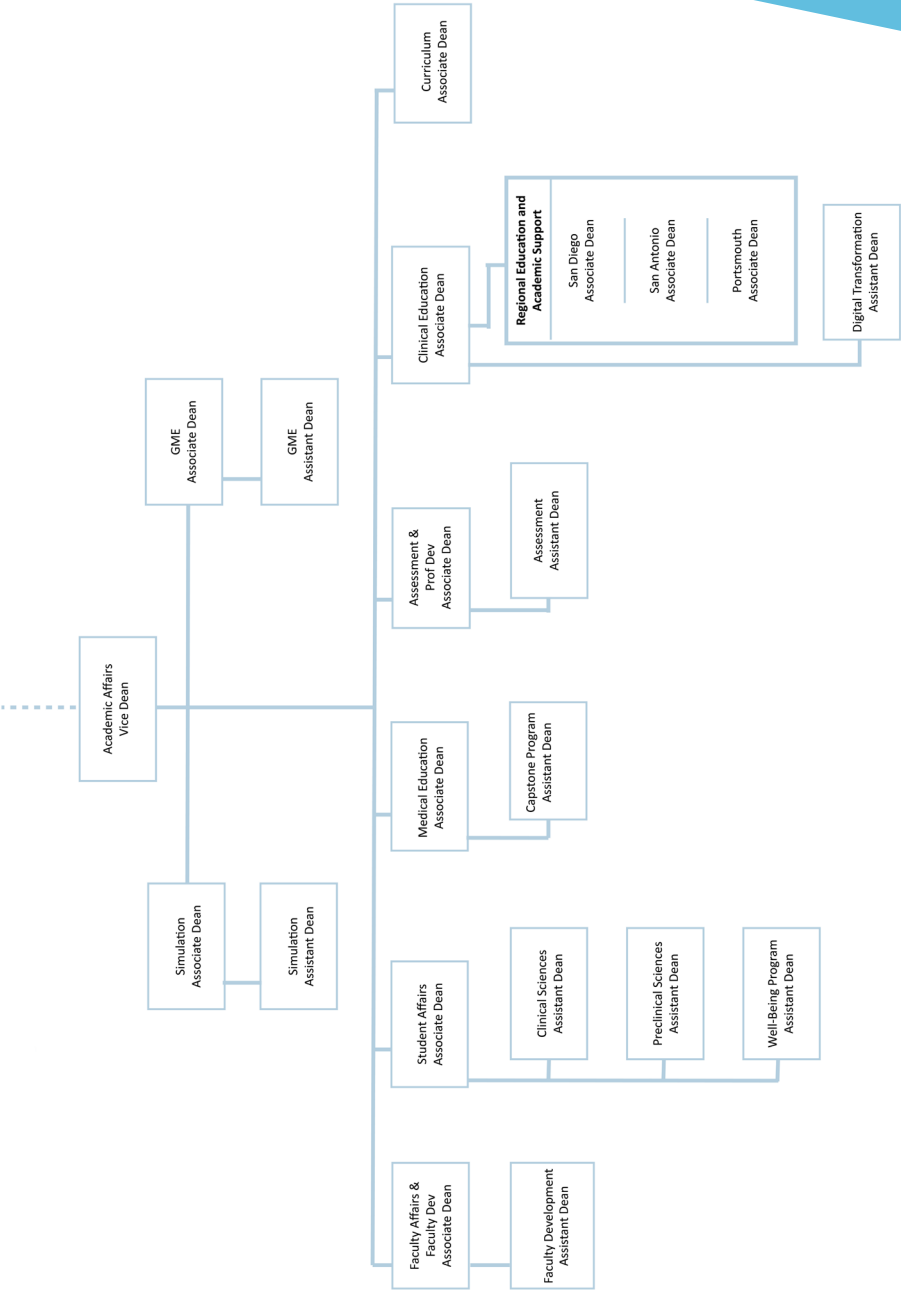 Academic Affairs
Vice Dean
Simulation
Associate Dean
GME
Associate Dean
Simulation
Assistant Dean
GME
Assistant Dean
Faculty Affairs &
Faculty Dev
Associate Dean
Student Affairs
Associate Dean
Medical Education
Associate Dean
Assessment &
Prof Dev
Associate Dean
Clinical Education
Associate Dean
Curriculum
Associate Dean
Faculty Development
Assistant Dean
Clinical Sciences
Assistant Dean
Preclinical Sciences
Assistant Dean
Well-Being Program
Assistant Dean
Capstone Program
Assistant Dean
Assessment
Assistant Dean
Regional Education and
Academic Support
San Diego
Associate Dean
San Antonio
Associate Dean
Portsmouth
Associate Dean
Digital Transformation
Assistant Dean